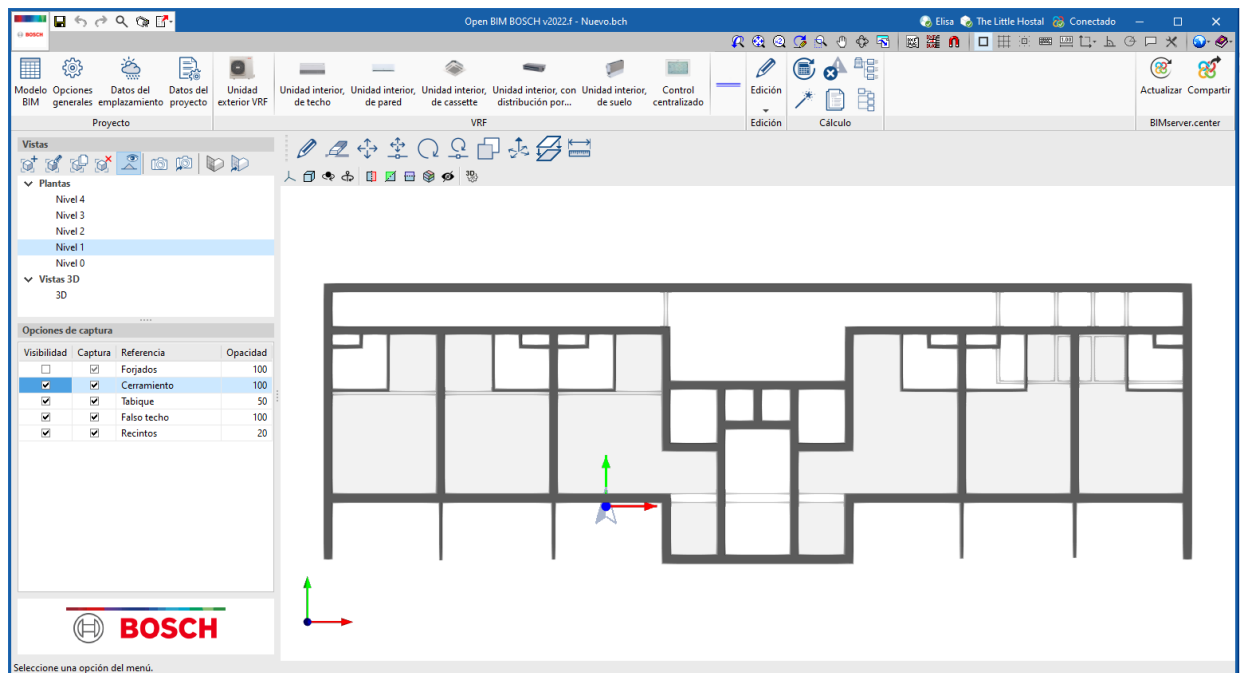 Open BIM BOSCH v2022.f - Nuevo.bch
Elisa
The Little Hostal
Conectado
BOSCH
Modelo BIM
Opciones generales
Datos del emplazamiento
Datos del proyecto
Unidad exterior VRF
Unidad interior, de techo
Unidad interior, de pared
Unidad interior, de cassette
Unidad interior, con distribución por...
Unidad interior, de suelo
Control centralizado
Edición
Actualizar
Compartir
Proyecto
VRF
Edición
Cálculo
BIMserver.center
Vistas
Plantas
Nivel 4
Nivel 3
Nivel 2
Nivel 1
Nivel 0
Vistas 3D
3D
Opciones de captura
Visibilidad Captura Referencia Opacidad
Forjados 100
Cerramiento 100
Tabique 50
Falso techo 100
Recintos 20
3D
BOSCH
Seleccione una opción del menú.